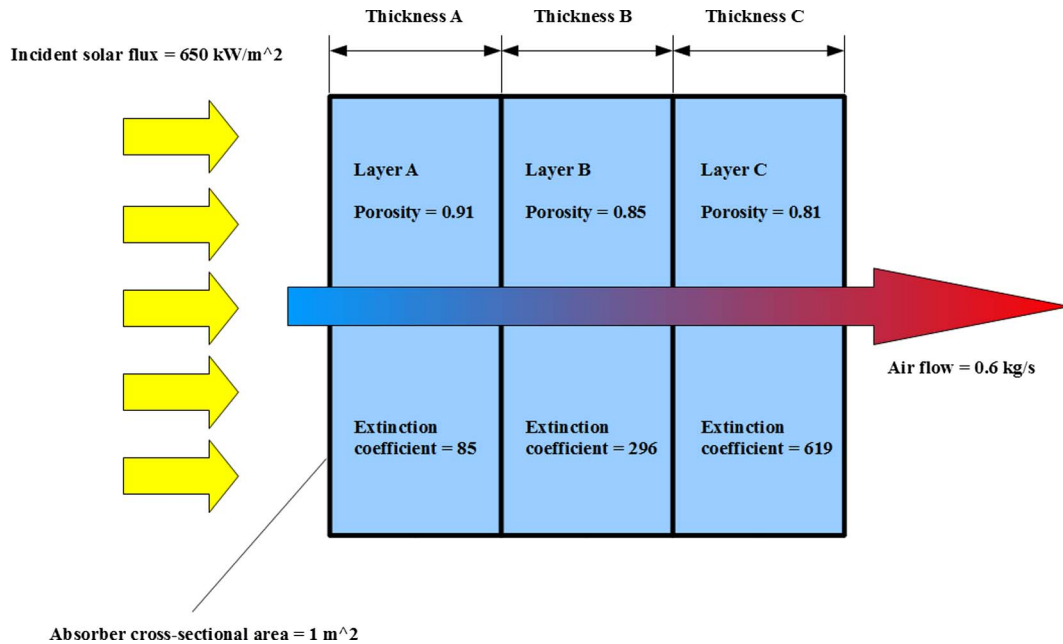 Thickness A
Thickness B
Thickness C
Incident solar flux = 650 kW/m^2
Layer A
Porosity = 0.91
Layer B
Porosity = 0.85
Layer C
Porosity = 0.81
Air flow = 0.6 kg/s
Extinction
coefficient = 85
Extinction
coefficient = 296
Extinction
coefficient = 619
Absorber cross-sectional area = 1 m^2